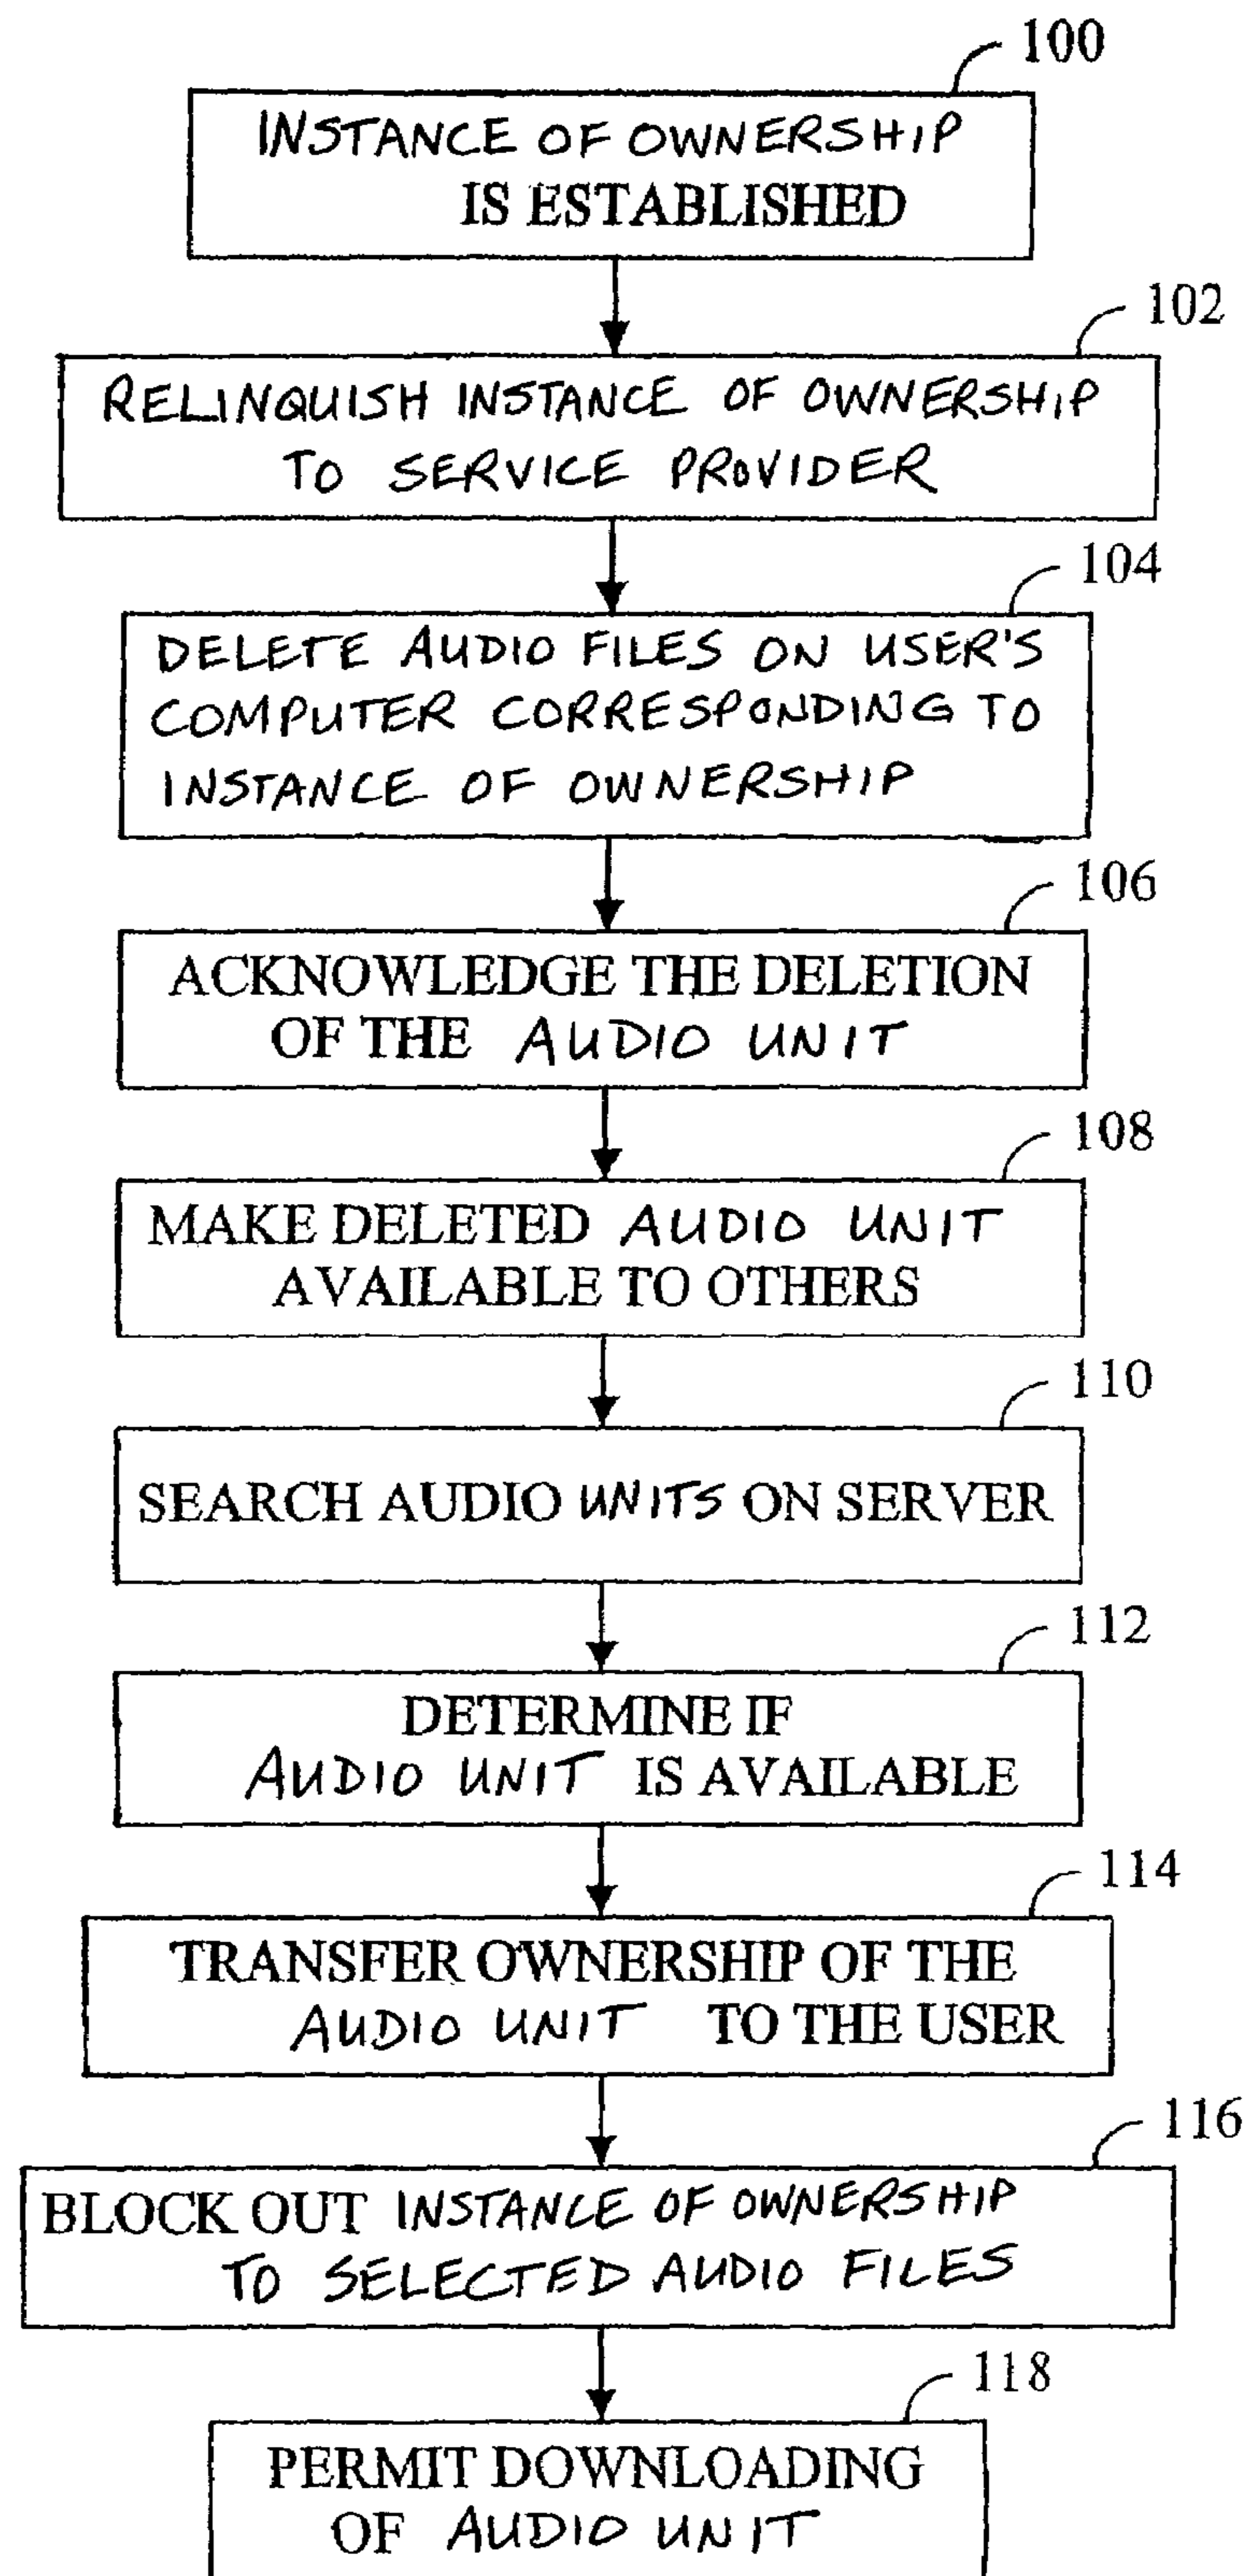 100
INSTANCE OF OWNERSHIP
IS ESTABLISHED
102
RELINQUISH INSTANCE OF OWNERSHIP
TO SERVICE PROVIDER
104
DELETE AUDIO FILES ON USER'S
COMPUTER CORRESPONDING TO
INSTANCE OF OWNERSHIP
106
ACKNOWLEDGE THE DELETION
OF THE AUDIO UNIT
108
MAKE DELETED AUDIO UNIT
AVAILABLE TO OTHERS
110
SEARCH AUDIO UNITS ON SERVER
112
DETERMINE IF
AUDIO UNIT IS AVAILABLE
114
TRANSFER OWNERSHIP OF THE
AUDIO UNIT TO THE USER
116
BLOCK OUT INSTANCE OF OWNERSHIP
TO SELECTED AUDIO FILES
118
PERMIT DOWNLOADING
OF AUDIO UNIT